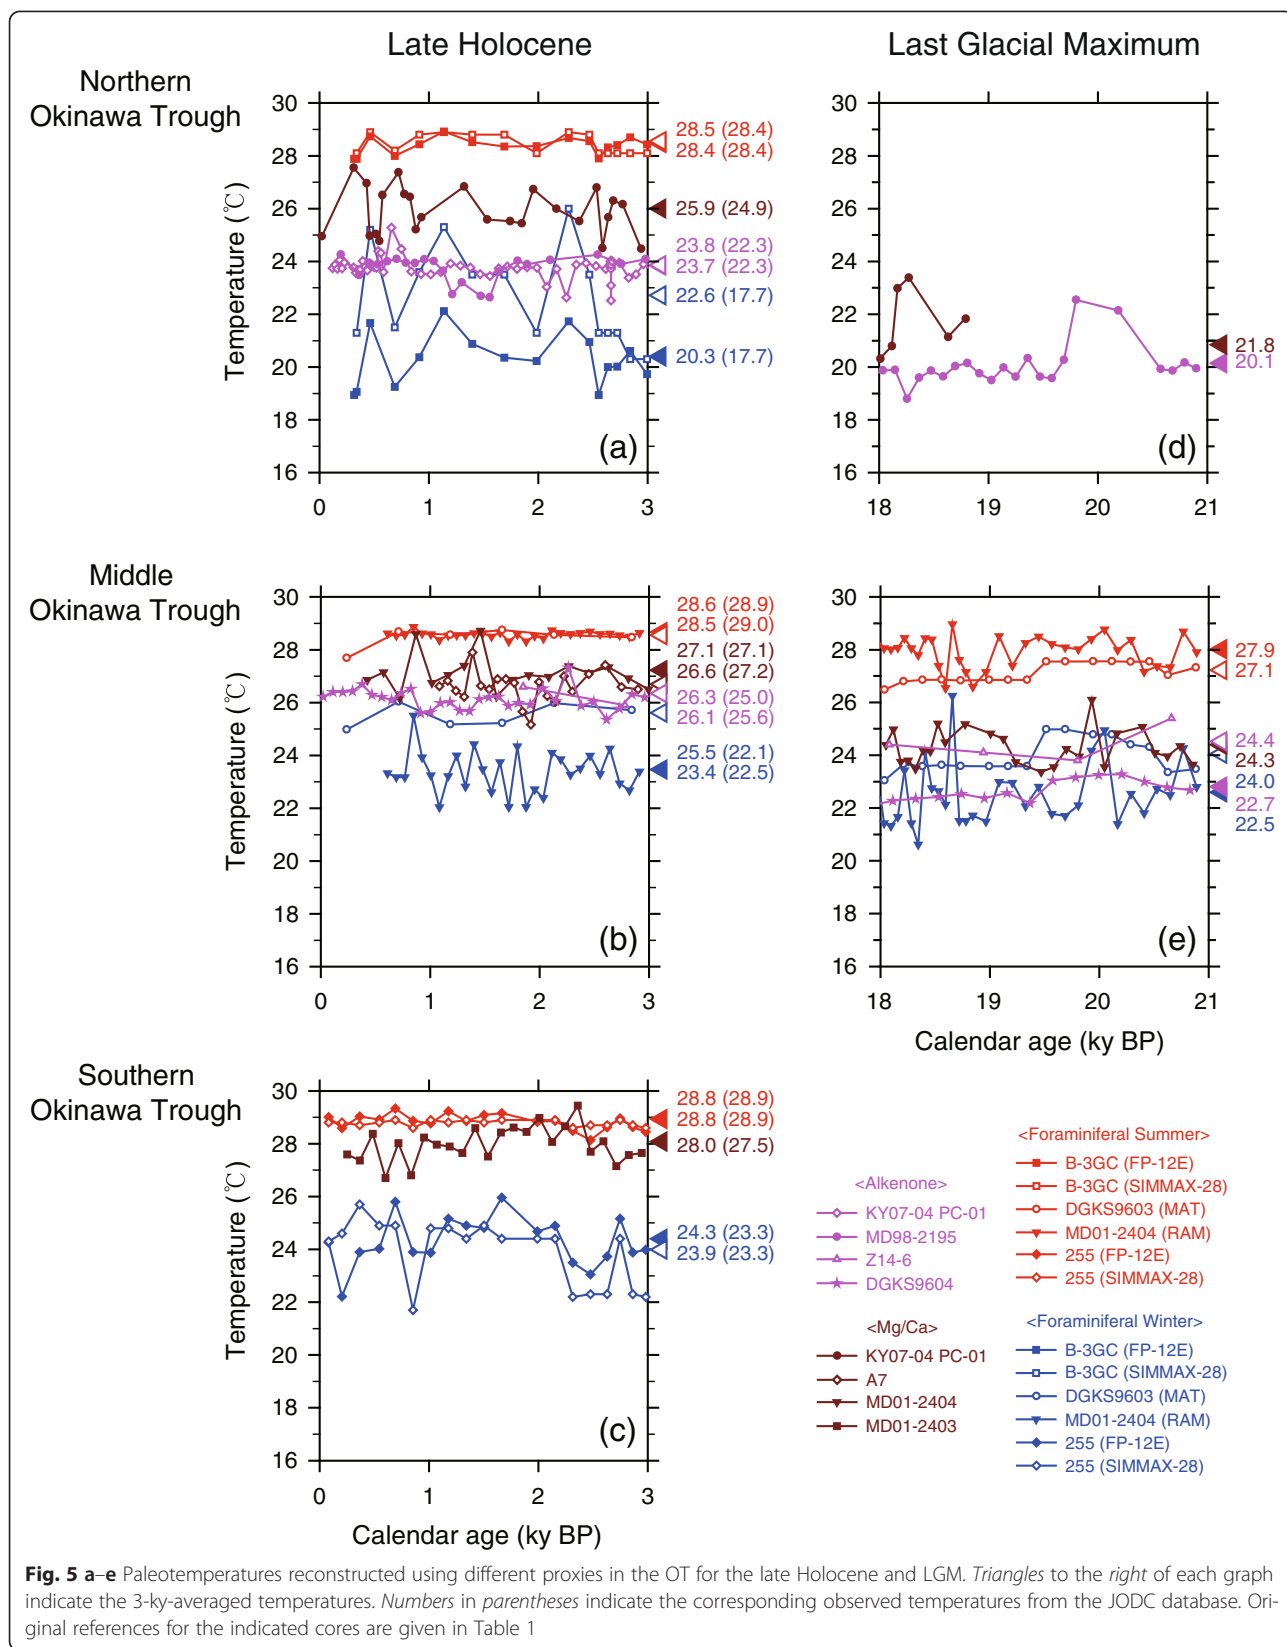 Late Holocene
Last Glacial Maximum
Northern
Okinawa Trough
Temperature (℃)
30
28
26
24
22
20
18
16
0
1
2
3
(a)
28.5 (28.4)
28.4 (28.4)
25.9 (24.9)
23.8 (22.3)
23.7 (22.3)
22.6 (17.7)
20.3 (17.7)
30
28
26
24
22
20
18
16
18
19
20
21
(d)
21.8
20.1
Middle
Okinawa Trough
Temperature (℃)
30
28
26
24
22
20
18
16
0
1
2
3
(b)
28.6 (28.9)
28.5 (29.0)
27.1 (27.1)
26.6 (27.2)
26.3 (25.0)
26.1 (25.6)
25.5 (22.1)
23.4 (22.5)
30
28
26
24
22
20
18
16
18
19
20
21
Calendar age (ky BP)
(e)
27.9
27.1
24.4
24.3
24.0
22.7
22.5
Southern
Okinawa Trough
Temperature (℃)
30
28
26
24
22
20
18
16
0
1
2
3
Calendar age (ky BP)
(c)
28.8 (28.9)
28.8 (28.9)
28.0 (27.5)
24.3 (23.3)
23.9 (23.3)
<Alkenone>
KY07-04 PC-01
MD98-2195
Z14-6
DGKS9604
<Mg/Ca>
KY07-04 PC-01
A7
MD01-2404
MD01-2403
<Foraminiferal Summer>
B-3GC (FP-12E)
B-3GC (SIMMAX-28)
DGKS9603 (MAT)
MD01-2404 (RAM)
255 (FP-12E)
255 (SIMMAX-28)
<Foraminiferal Winter>
B-3GC (FP-12E)
B-3GC (SIMMAX-28)
DGKS9603 (MAT)
MD01-2404 (RAM)
255 (FP-12E)
255 (SIMMAX-28)
Fig. 5 a–e Paleotemperatures reconstructed using different proxies in the OT for the late Holocene and LGM. Triangles to the right of each graph
indicate the 3-ky-averaged temperatures. Numbers in parentheses indicate the corresponding observed temperatures from the JODC database. Ori-
ginal references for the indicated cores are given in Table 1